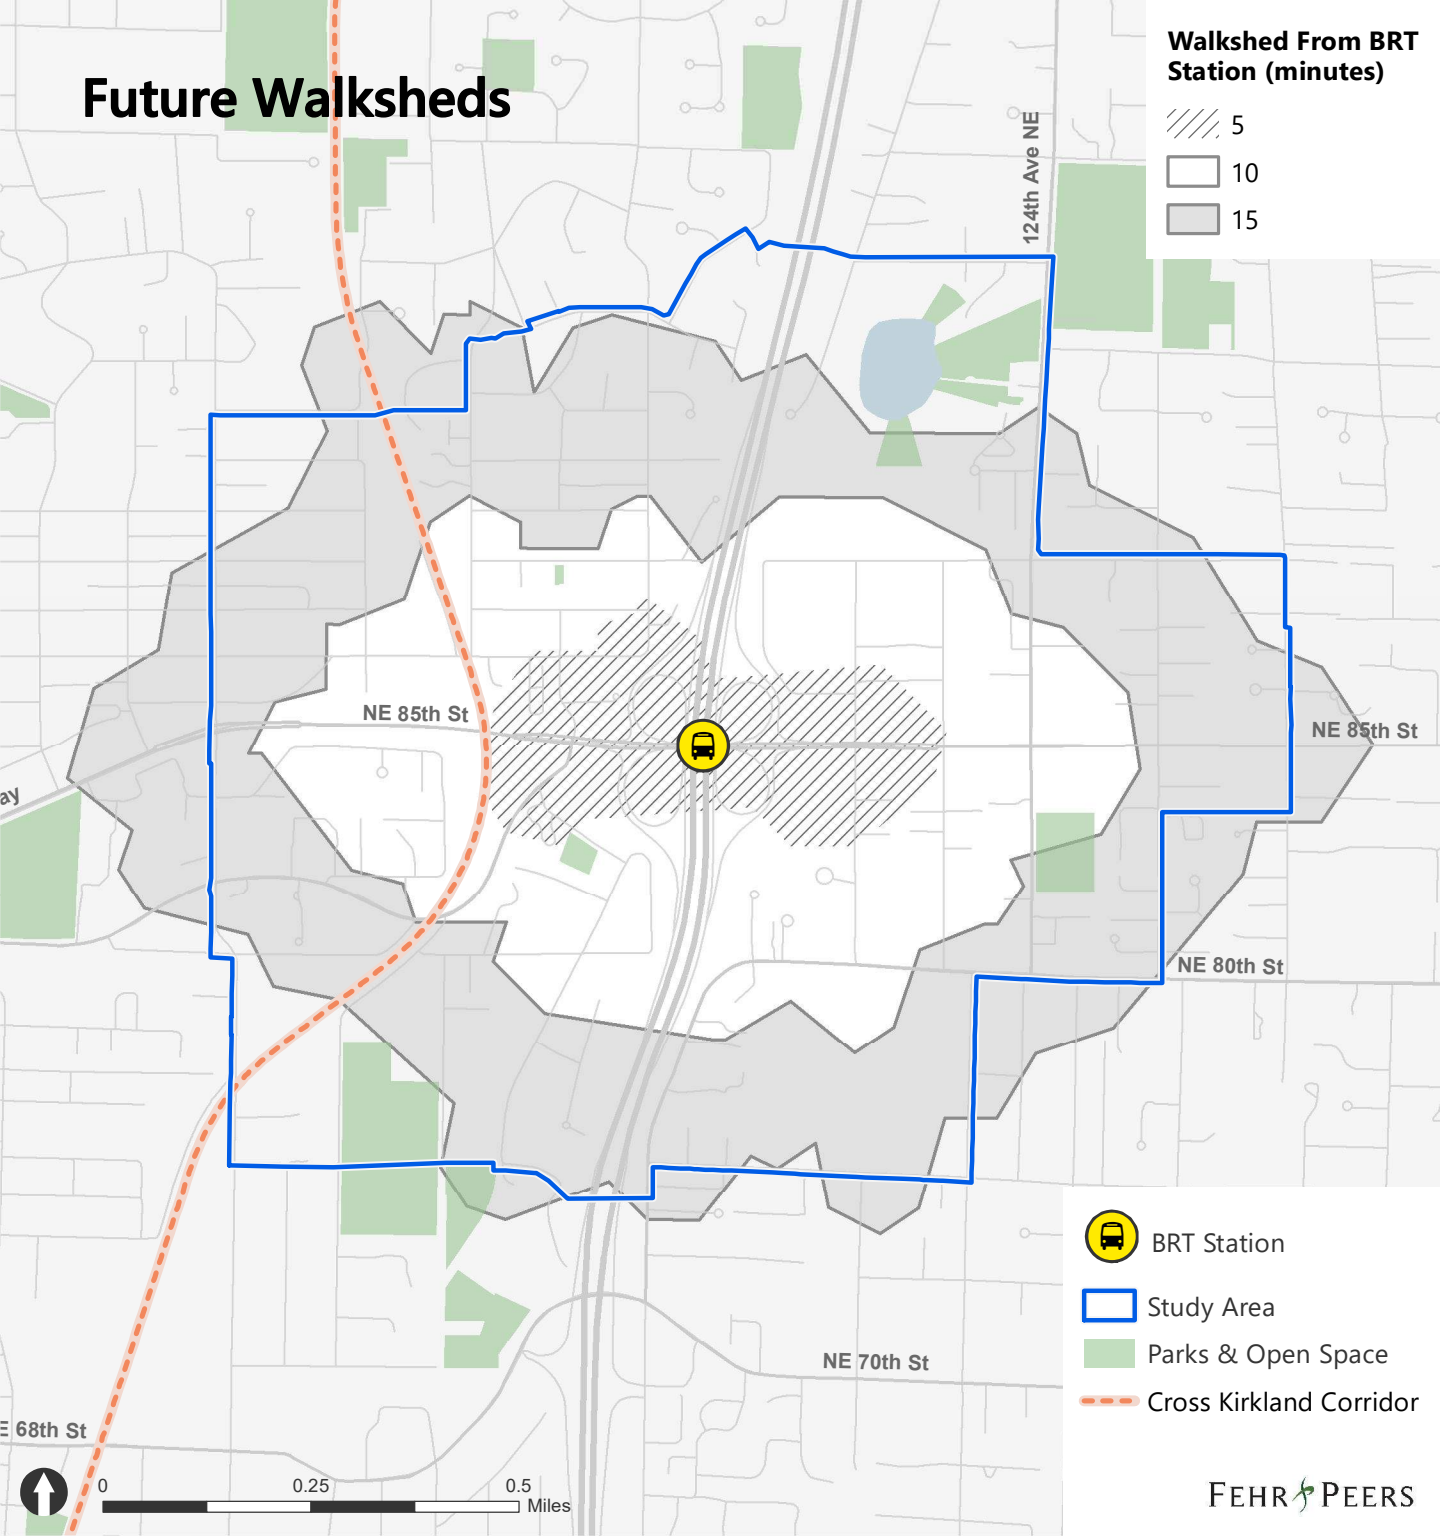 Future Walksheds
Walkshed From BRT
Station (minutes)
5
10
15
124th Ave NE
NE 85th St
NE 85th St
ay
NE 80th St
NE 70th St
E 68th St
BRT Station
Study Area
Parks & Open Space
Cross Kirkland Corridor
0 0.25 0.5
Miles
FEHR PEERS